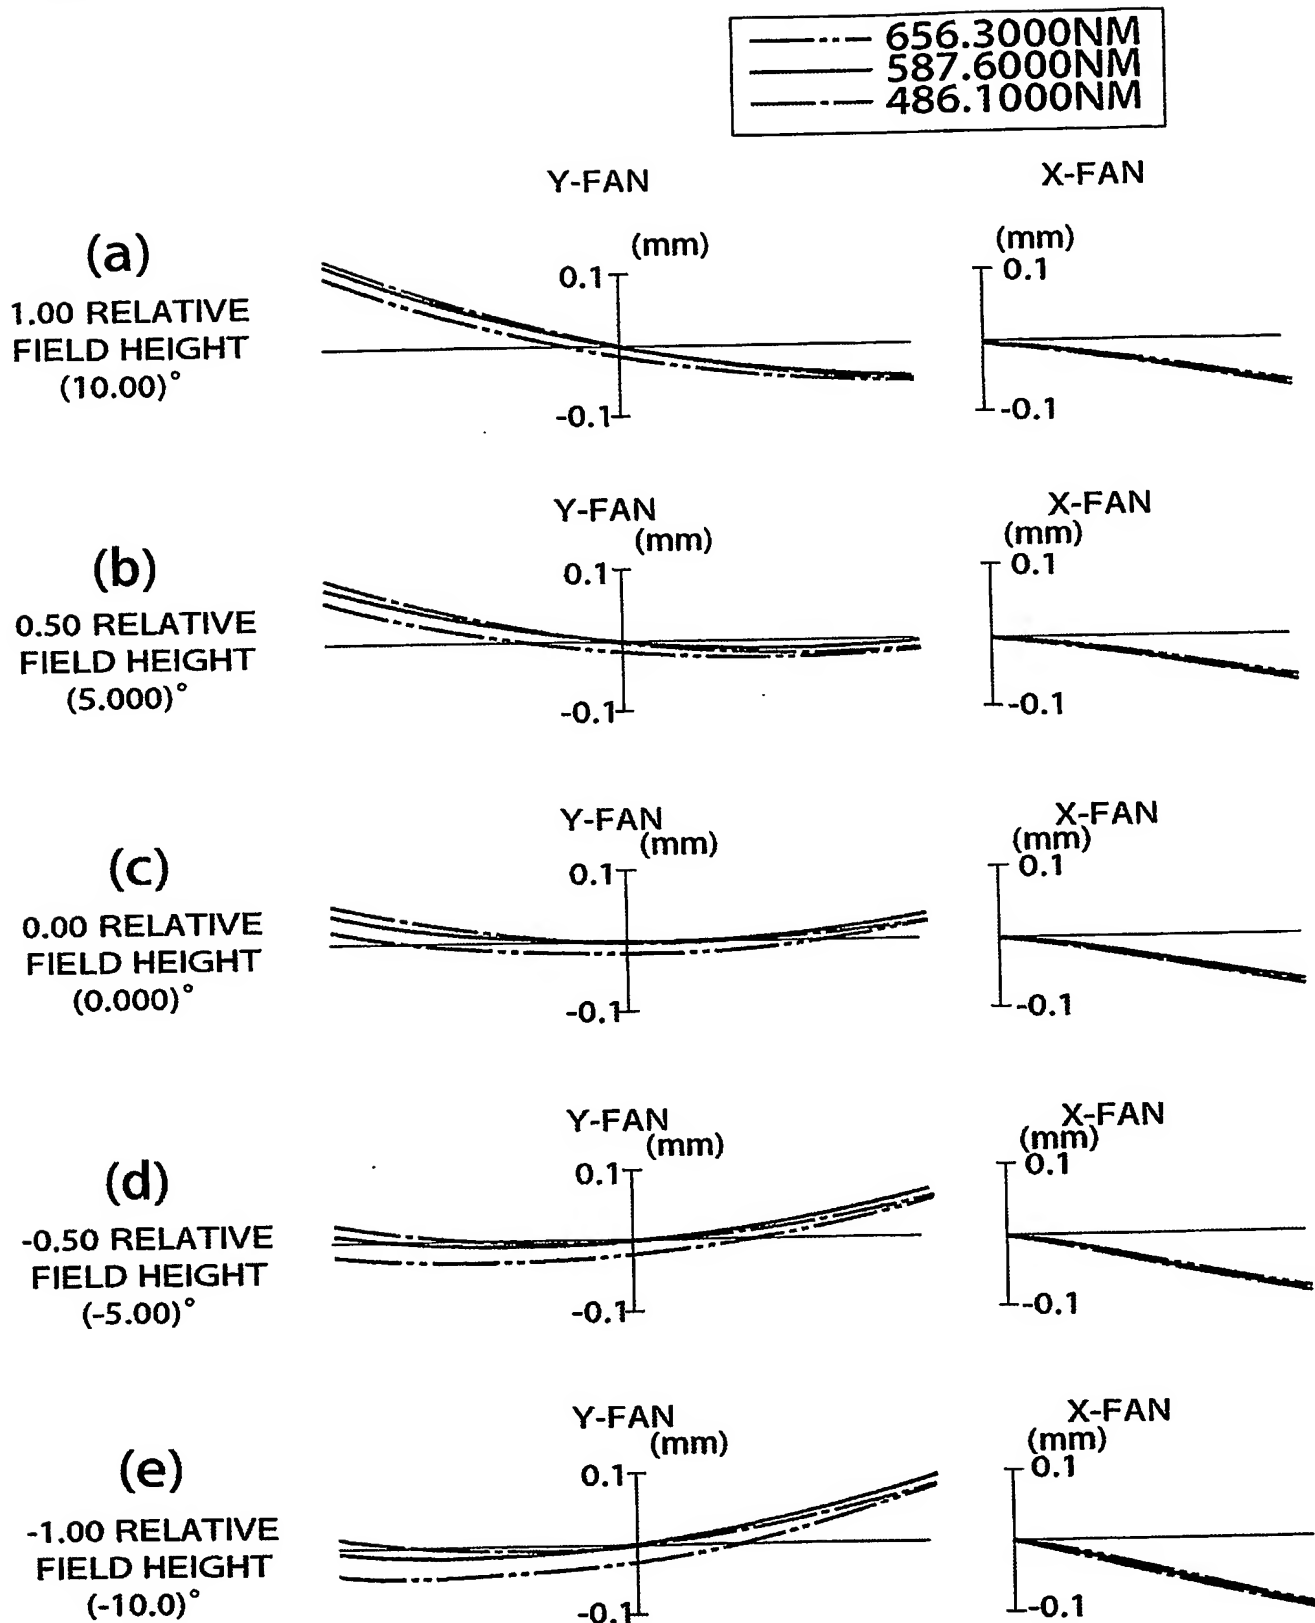 656.3000NM
587.6000NM
486.1000NM
Y-FAN
X-FAN
(a)
1.00 RELATIVE
FIELD HEIGHT
(10.00)°
(mm)
0.1
-0.1
(mm)
0.1
-0.1
Y-FAN
X-FAN
(b)
0.50 RELATIVE
FIELD HEIGHT
(5.000)°
(mm)
0.1
-0.1
(mm)
0.1
-0.1
Y-FAN
X-FAN
(c)
0.00 RELATIVE
FIELD HEIGHT
(0.000)°
(mm)
0.1
-0.1
(mm)
0.1
-0.1
Y-FAN
X-FAN
(d)
-0.50 RELATIVE
FIELD HEIGHT
(-5.00)°
(mm)
0.1
-0.1
(mm)
0.1
-0.1
Y-FAN
X-FAN
(e)
-1.00 RELATIVE
FIELD HEIGHT
(-10.0)°
(mm)
0.1
-0.1
(mm)
0.1
-0.1